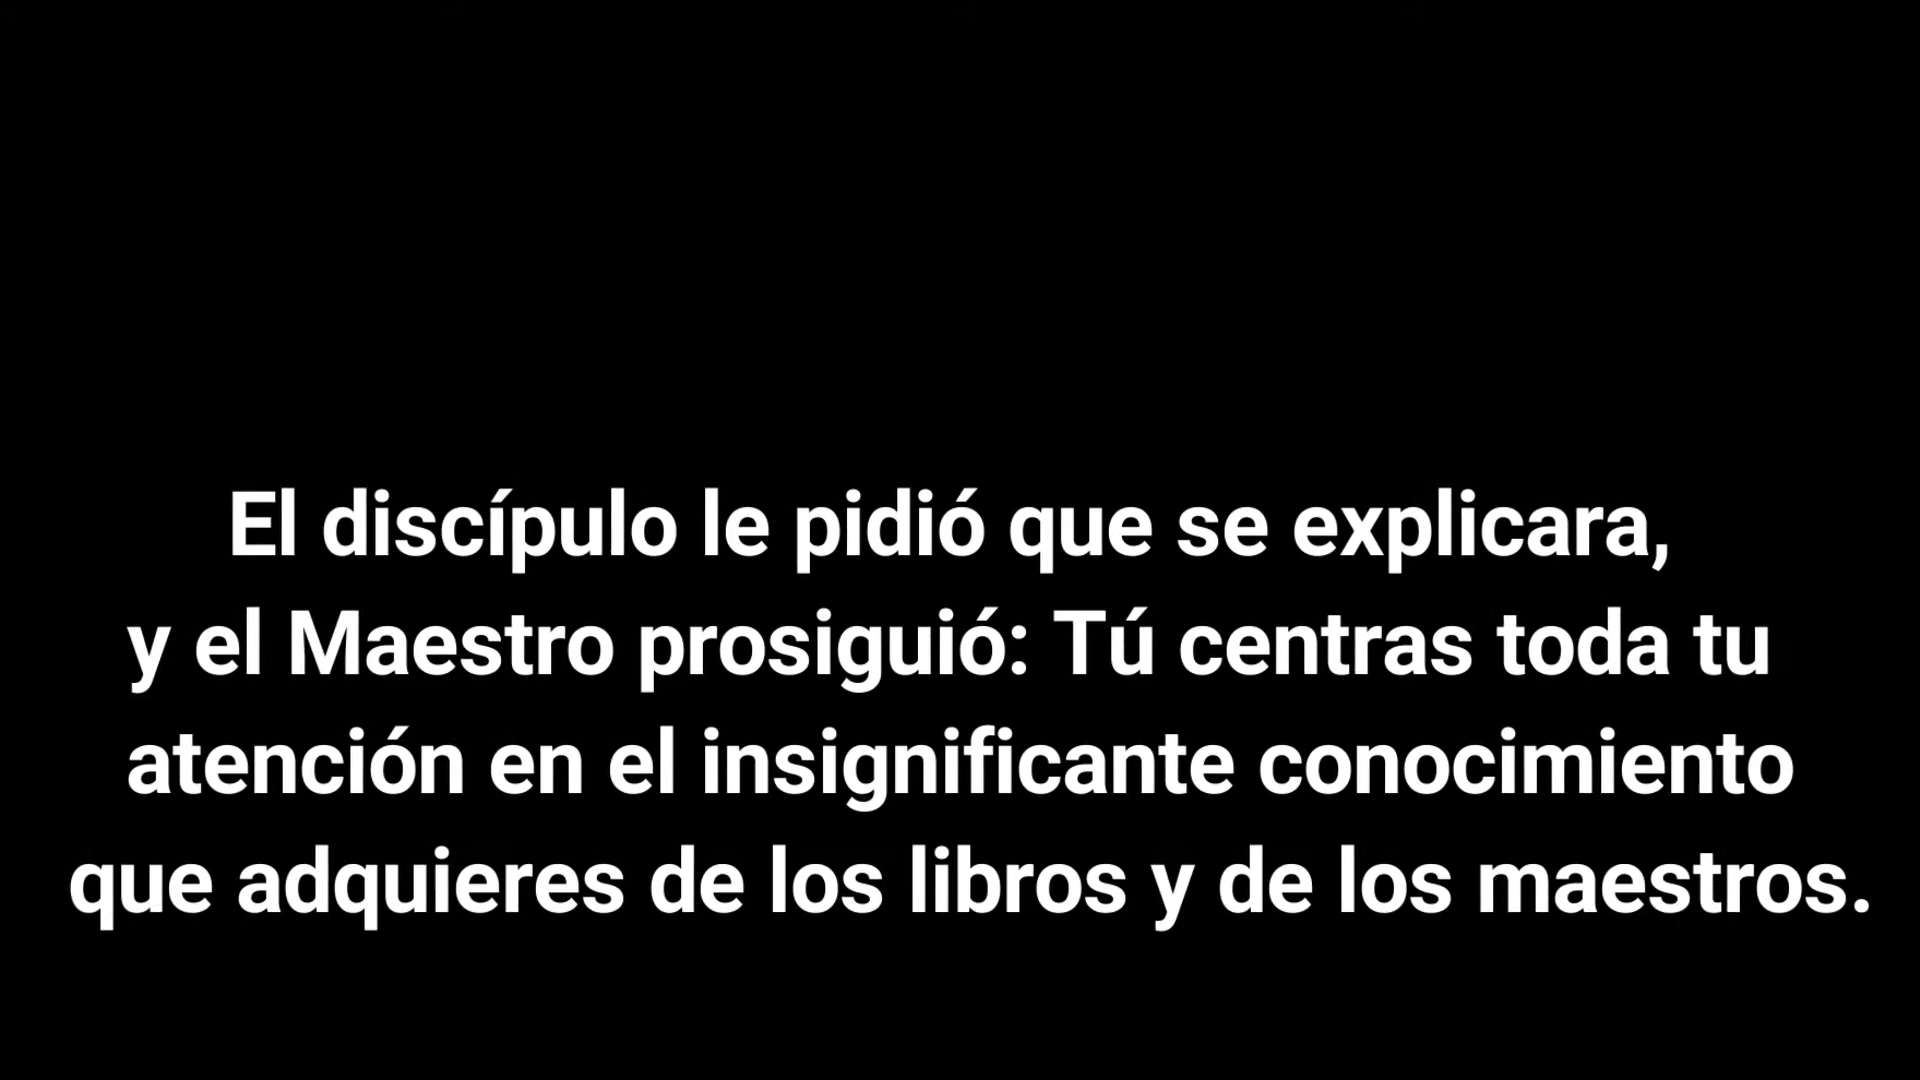 El discípulo le pidió que se explicara,
y el Maestro prosiguió: Tú centras toda tu
atención en el insignificante conocimiento
que adquieres de los libros y de los maestros.